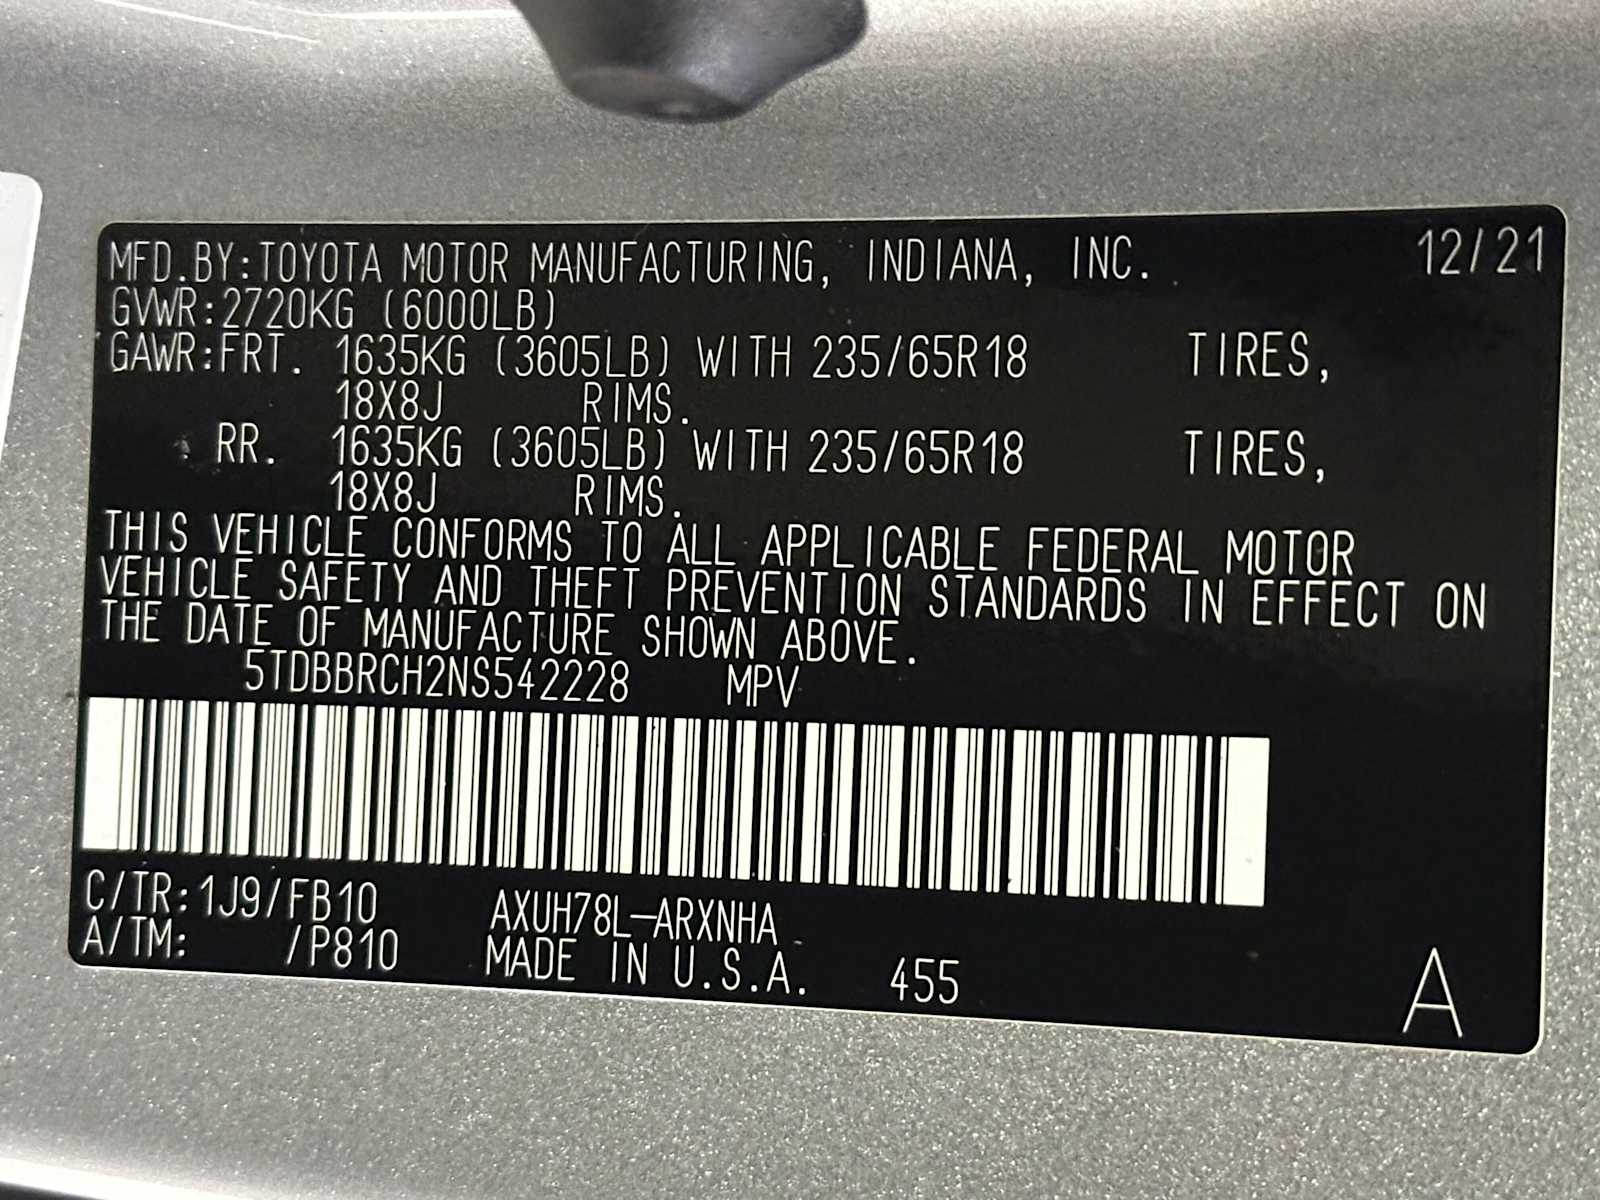 MFD.BY:TOYOTA MOTOR MANUFACTURING, INDIANA, INC. 12/21
GVWR:2720KG (6000LB)
GAWR:FRT. 1635KG (3605LB) WITH 235/65R18 TIRES,
18X8J RIMS.
RR. 1635KG (3605LB) WITH 235/65R18 TIRES,
18X8J RIMS.
THIS VEHICLE CONFORMS TO ALL APPLICABLE FEDERAL MOTOR
VEHICLE SAFETY AND THEFT PREVENTION STANDARDS IN EFFECT ON
THE DATE OF MANUFACTURE SHOWN ABOVE.
5TDBBRCH2NS542228 MPV
C/TR:1J9/FB10 AXUH78L-ARXNHA
A/TM: /P810 MADE IN U.S.A. 455 A